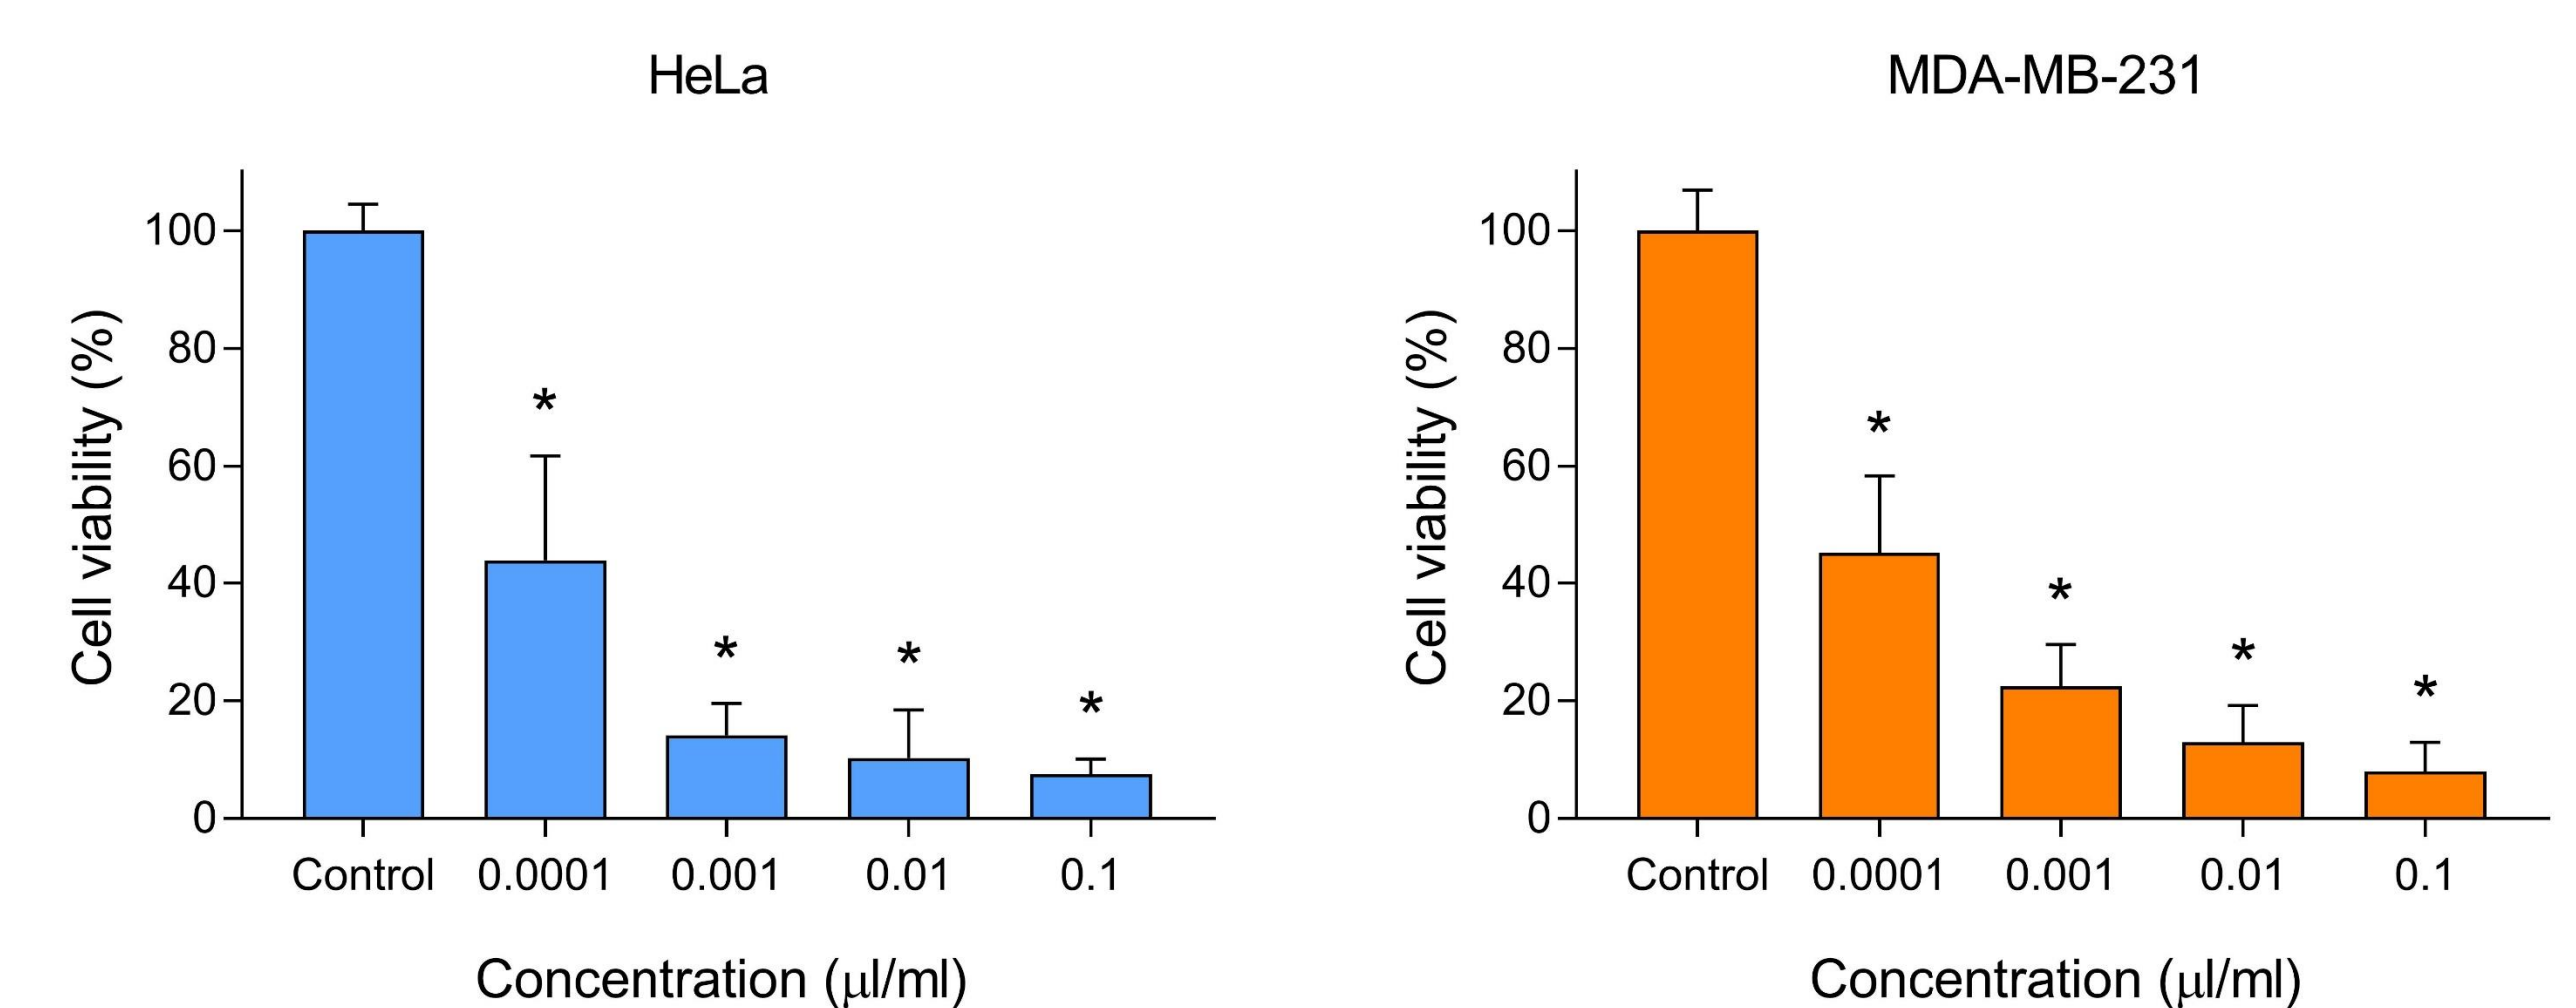 HeLa
100
80
60
40
20
0
Cell viability (%)
*
*
*
*
Control 0.0001 0.001 0.01 0.1
Concentration (μl/ml)
MDA-MB-231
100
80
60
40
20
0
Cell viability (%)
*
*
*
*
Control 0.0001 0.001 0.01 0.1
Concentration (μl/ml)